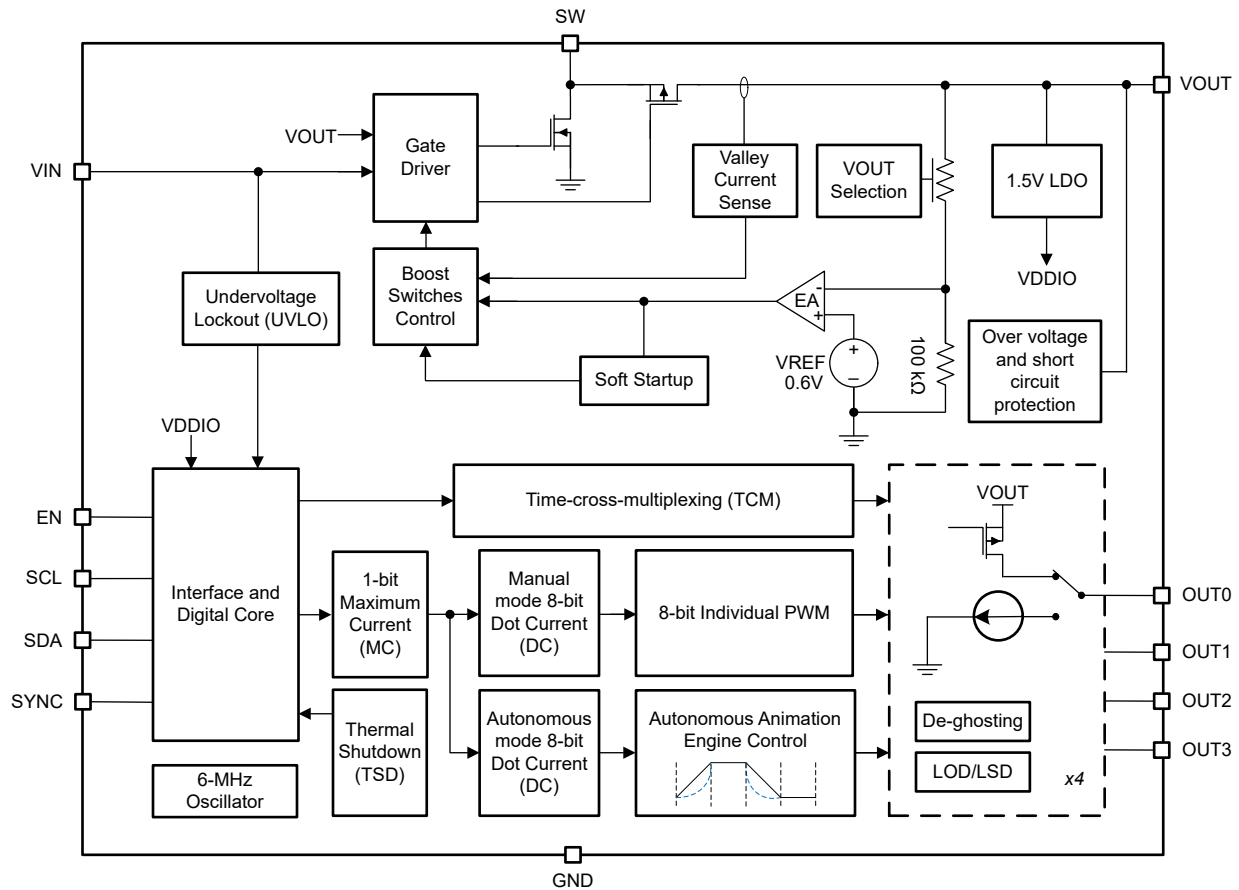 SW
VOUT
VOUT
VIN
Gate
Driver
Valley
Current
Sense
VOUT
Selection
1.5V LDO
VDDIO
Undervoltage
Lockout (UVLO)
Boost
Switches
Control
EA
-
+
VREF
0.6V
+
–
100 kΩ
Over voltage
and short
circuit
protection
Soft Startup
VDDIO
EN
SCL
SDA
SYNC
Interface and
Digital Core
Time-cross-multiplexing (TCM)
1-bit
Maximum
Current
(MC)
Manual
mode 8-bit
Dot Current
(DC)
8-bit Individual PWM
Thermal
Shutdown
(TSD)
Autonomous
mode 8-bit
Dot Current
(DC)
Autonomous Animation
Engine Control
6-MHz
Oscillator
VOUT
De-ghosting
LOD/LSD
x4
OUT0
OUT1
OUT2
OUT3
GND